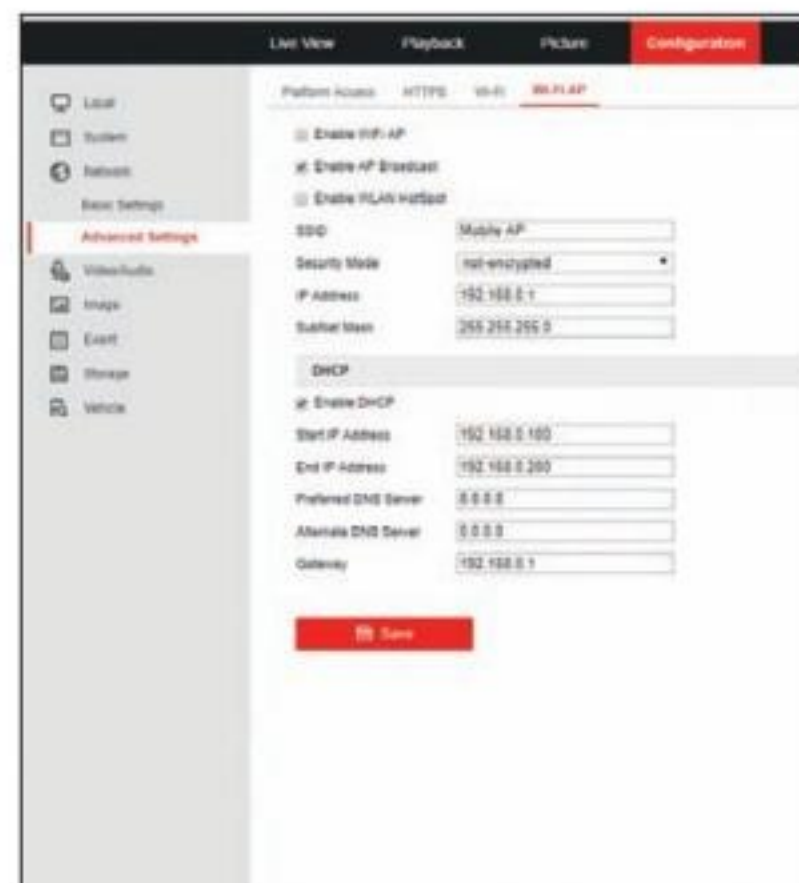 Live View Playback Picture Configuration
Platform Access HTTPS Wi-Fi Wi-Fi AP
Local
System
Network
Basic Settings
Advanced Settings
Video/Audio
Image
Event
Storage
Vehicle
Enable WiFi AP
Enable AP Broadcast
Enable WLAN HotSpot
SSID Mobile AP
Security Mode not-encrypted
IP Address 192.168.0.1
SubNet Mask 255.255.255.0
DHCP
Enable DHCP
Start IP Address 192.168.0.100
End IP Address 192.168.0.200
Preferred DNS Server
Alternate DNS Server 0.0.0.0
Gateway 192.168.0.1
Save